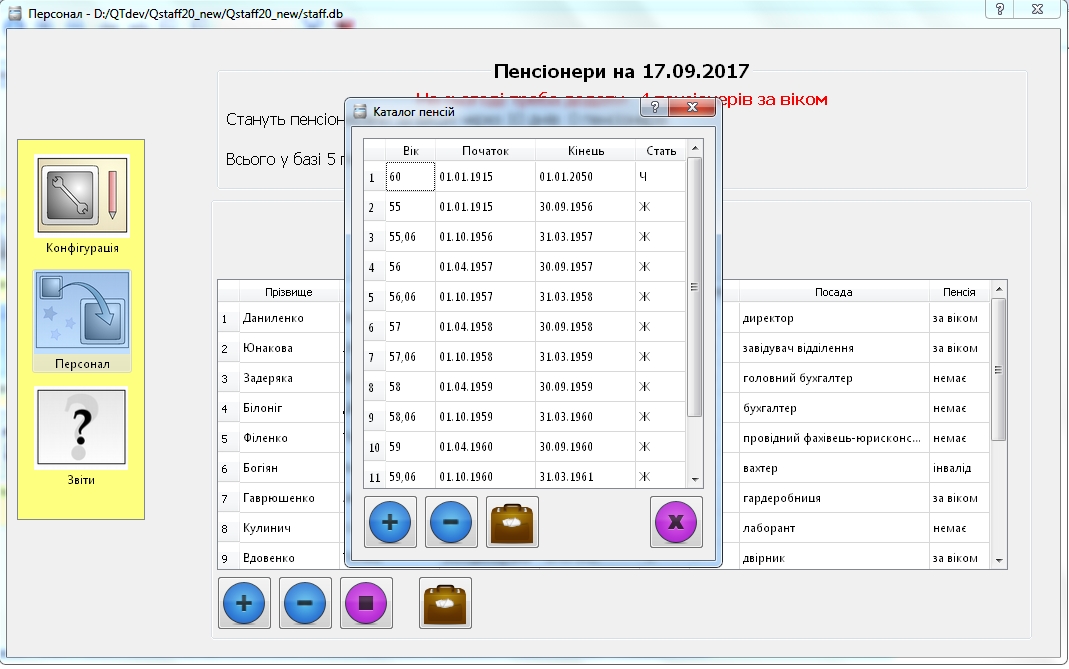 Персонал - D:/QTdev/Qstaff20_new/Qstaff20_new/staff.db
Пенсіонери на 17.09.2017
ерів за віком
Стануть пенсіон
Всього у базі 5
Конфігурація
Персонал
Звіти
Каталог пенсій
Вік Початок Кінець Стать
1 60 01.01.1915 01.01.2050 Ч
2 55 01.01.1915 30.09.1956 Ж
3 55,06 01.10.1956 31.03.1957 Ж
4 56 01.04.1957 30.09.1957 Ж
5 56,06 01.10.1957 31.03.1958 Ж
6 57 01.04.1958 30.09.1958 Ж
7 57,06 01.10.1958 31.03.1959 Ж
8 58 01.04.1959 30.09.1959 Ж
9 58,06 01.10.1959 31.03.1960 Ж
10 59 01.04.1960 30.09.1960 Ж
11 59,06 01.10.1960 31.03.1961 Ж
Прізвище Посада Пенсія
1 Даниленко директор за віком
2 Юнакова завідувач відділення за віком
3 Задеряка головний бухгалтер немає
4 Білоніг бухгалтер немає
5 Філенко провідний фахівець-юрисконс... немає
6 Богіян вахтер інвалід
7 Гаврюшенко гардеробниця за віком
8 Кулинич лаборант немає
9 Вдовенко двірник за віком